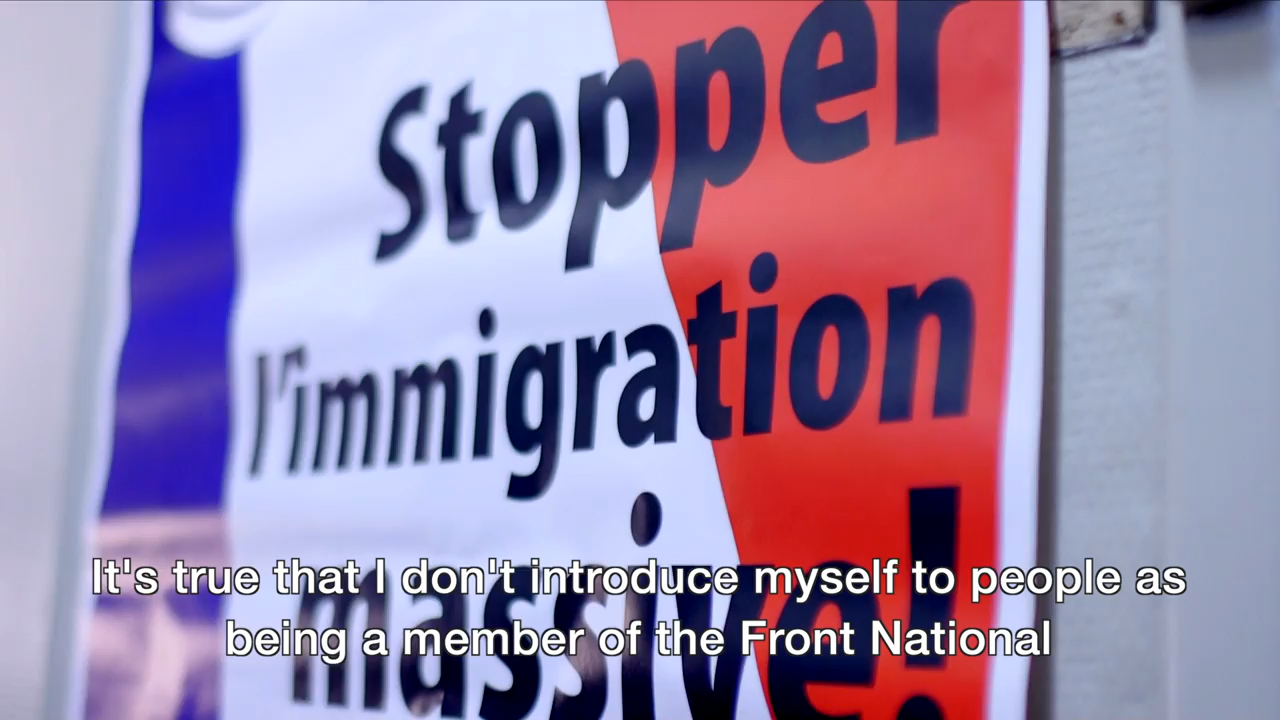 Stopper
l'immigration
massive!
It's true that I don't introduce myself to people as
being a member of the Front National